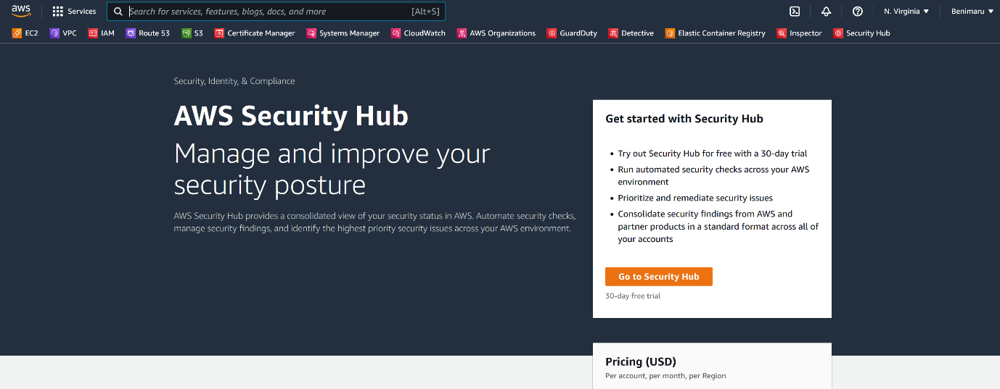 aws
Services
Search for services, features, blogs, docs, and more
[Alt+S]
N. Virginia
Benimaru
EC2
VPC
IAM
Route 53
S3
Certificate Manager
Systems Manager
CloudWatch
AWS Organizations
GuardDuty
Detective
Elastic Container Registry
Inspector
Security Hub
Security, Identity, & Compliance
AWS Security Hub
Manage and improve your
security posture
AWS Security Hub provides a consolidated view of your security status in AWS. Automate security checks,
manage security findings, and identify the highest priority security issues across your AWS environment.
Get started with Security Hub
• Try out Security Hub for free with a 30-day trial
• Run automated security checks across your AWS
environment
• Prioritize and remediate security issues
• Consolidate security findings from AWS and
partner products in a standard format across all of
your accounts
Go to Security Hub
30-day free trial
Pricing (USD)
Per account, per month, per Region